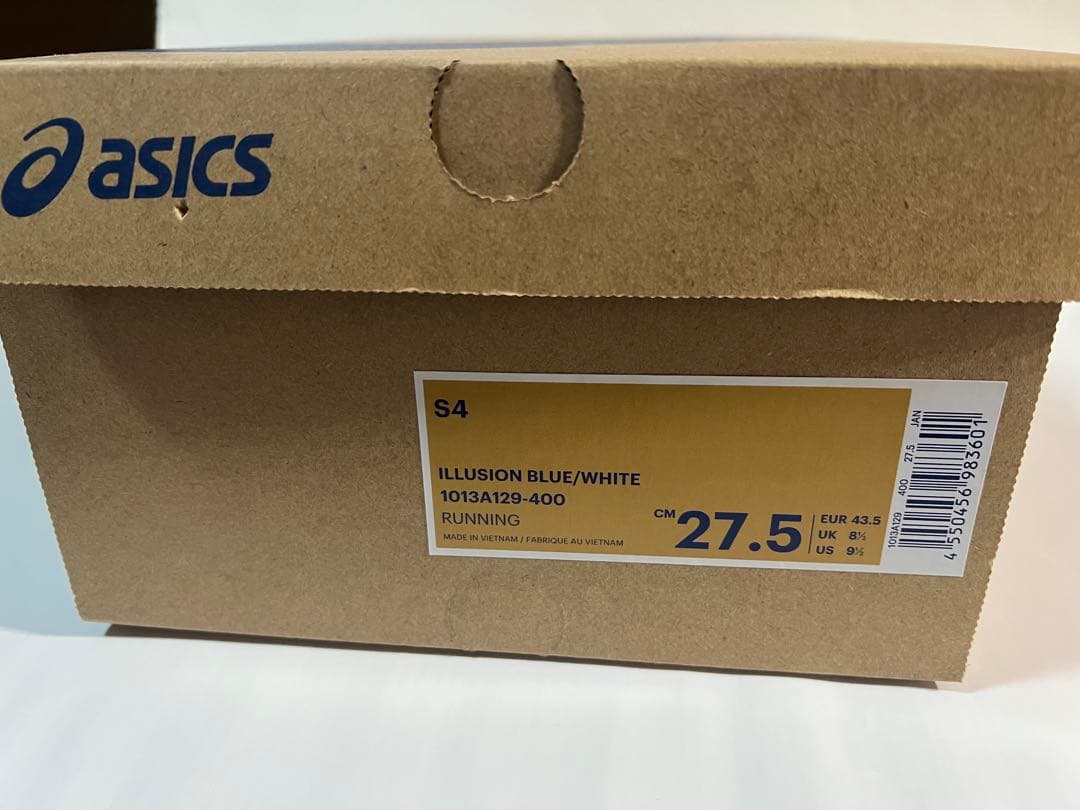 asics
S4
ILLUSION BLUE/WHITE
1013A129-400
RUNNING
MADE IN VIETNAM / FABRIQUE AU VIETNAM
CM 27.5
EUR 43.5
UK 8½
US 9½
1013A129 400 27.5 JAN
4 550456 983601